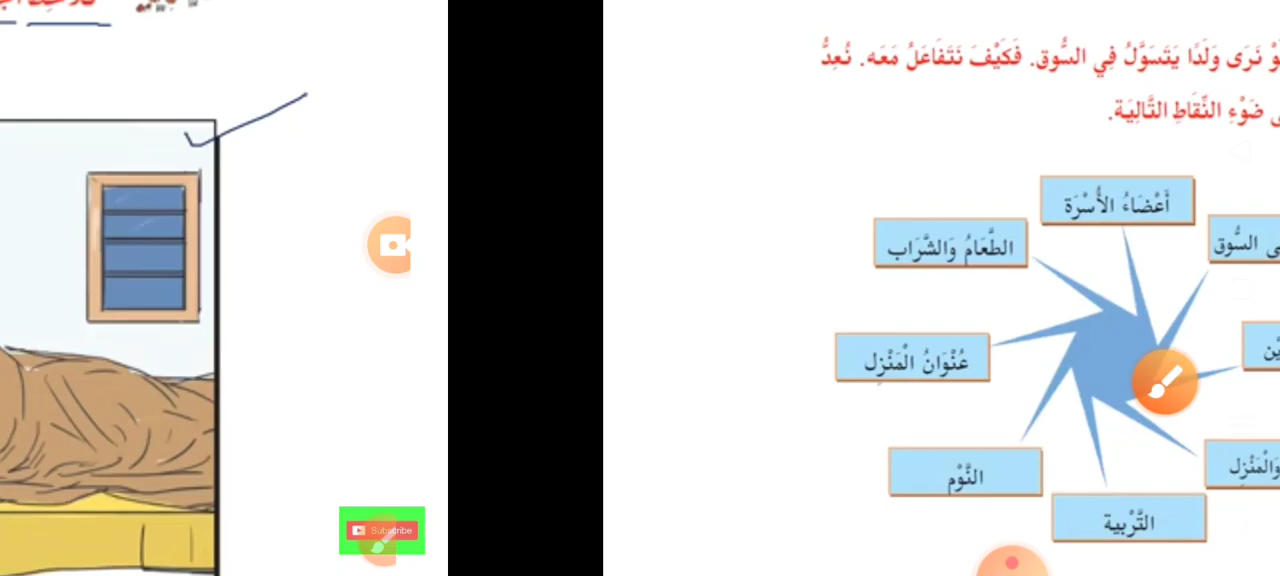 Subscribe
نَرَى وَلَدًا يَتَسَوَّلُ فِي السُّوق. فَكَيْفَ نَتَفَاعَلُ مَعَه. نُعِدُّ
ضَوْءِ النِّقَاطِ التَّالِيَة.
أَعْضَاءُ الْأُسْرَة
السُّوق
الطَّعَامُ وَالشَّرَاب
عُنْوَانُ الْمَنْزِل
وَالْمَنْزِل
النَّوْم
التَّرْبِية